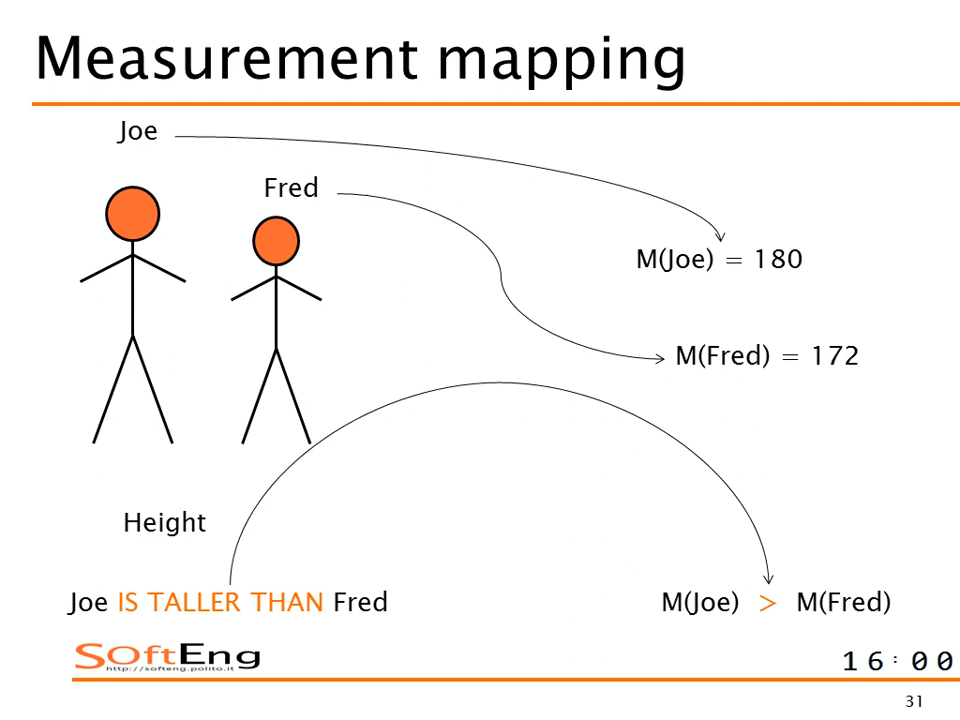 Measurement mapping
Joe
Fred
M(Joe) = 180
M(Fred) = 172
Height
Joe IS TALLER THAN Fred
M(Joe) > M(Fred)
SOftEng
http://softeng.polito.it
16:00
31